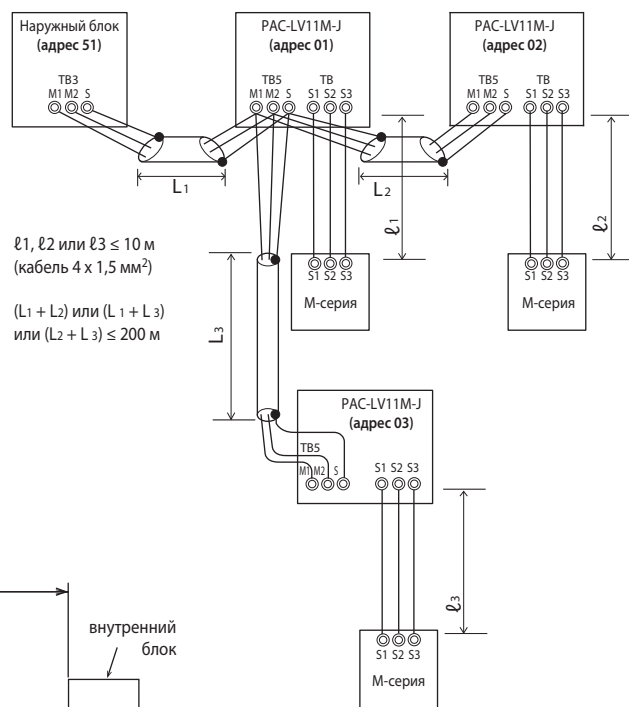 Наружный блок
(адрес 51)
TB3
M1 M2 S
PAC-LV11M-J
(адрес 01)
TB5 TB
M1 M2 S S1 S2 S3
PAC-LV11M-J
(адрес 02)
TB5 TB
M1 M2 S S1 S2 S3
L1
L2
ℓ1
ℓ2
ℓ1, ℓ2 или ℓ3 ≤ 10 м
(кабель 4 x 1,5 мм²)
(L1 + L2) или (L 1 + L 3)
или (L2 + L 3) ≤ 200 м
S1 S2 S3
М-серия
S1 S2 S3
М-серия
L3
PAC-LV11M-J
(адрес 03)
TB5
M1 M2 S S1 S2 S3
ℓ3
внутренний
блок
S1 S2 S3
М-серия